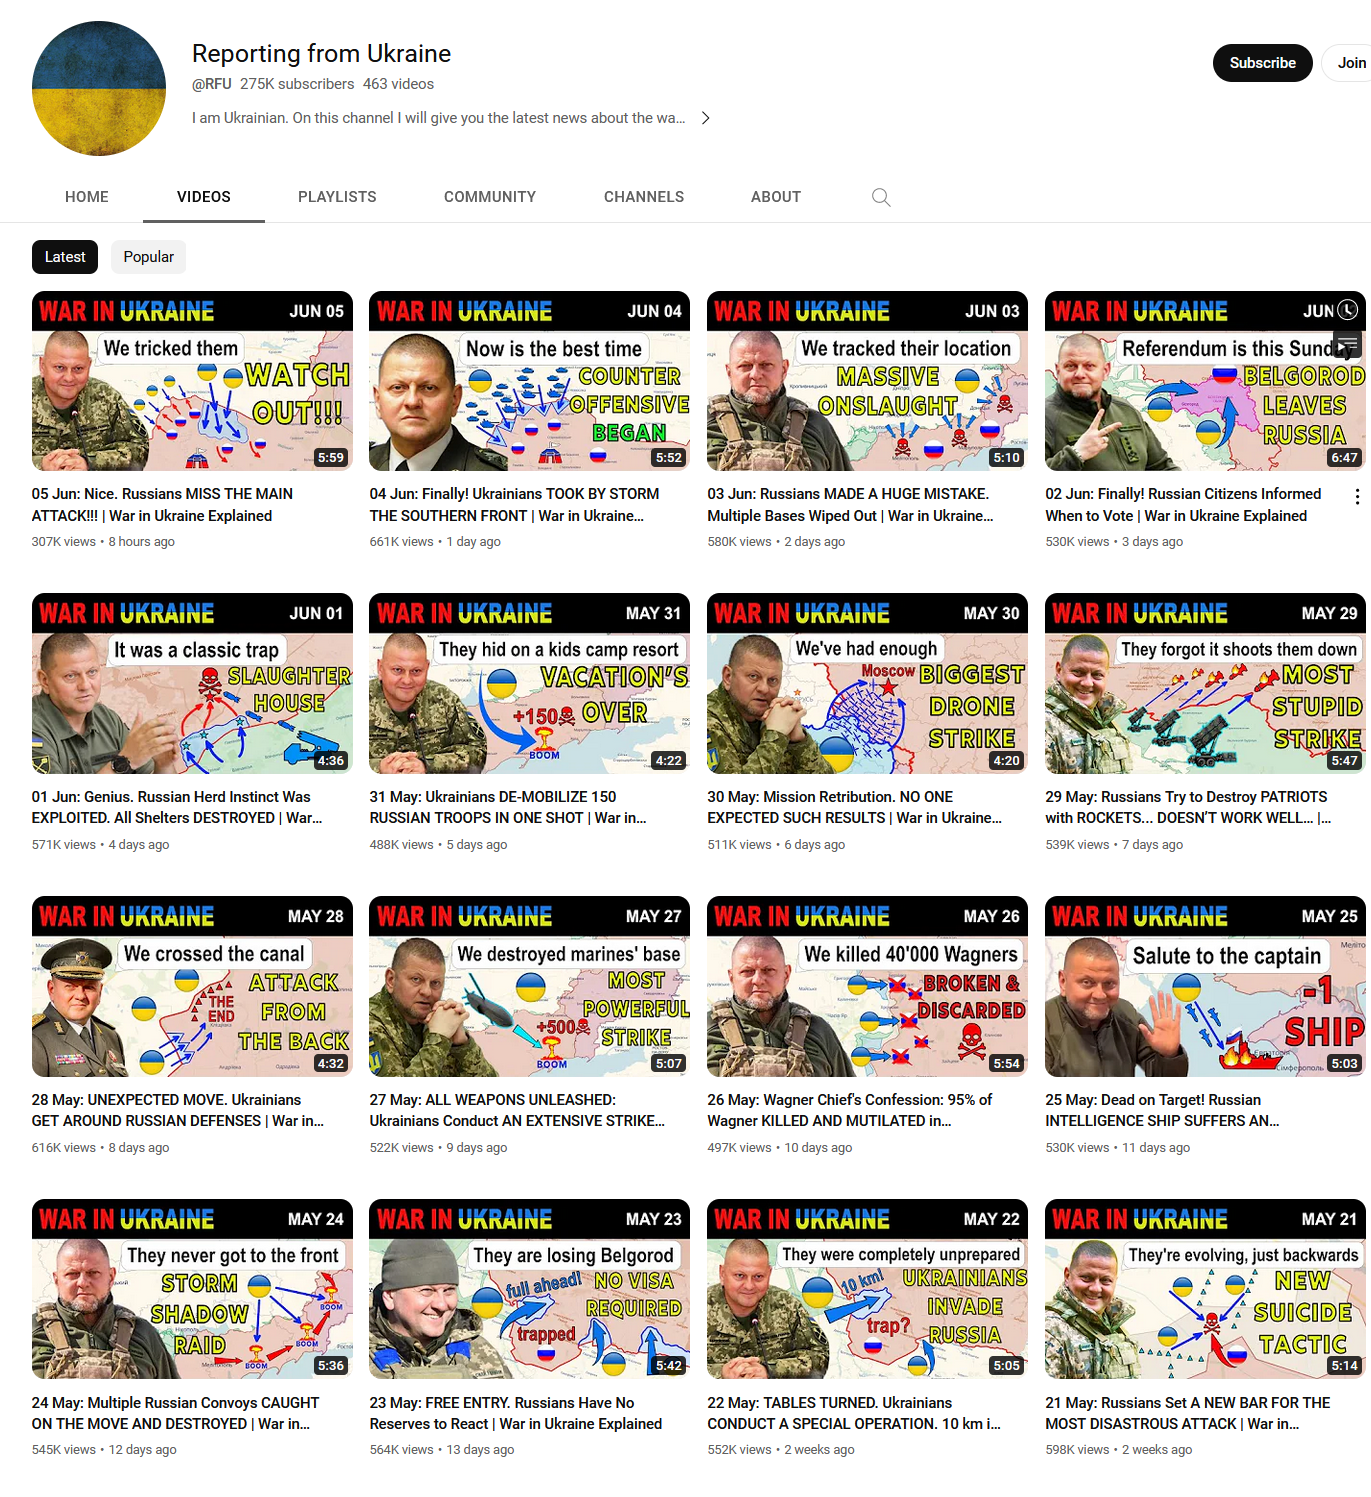 Reporting from Ukraine
@RFU 275K subscribers 463 videos
I am Ukrainian. On this channel I will give you the latest news about the wa...
Subscribe
Join
HOME
VIDEOS
PLAYLISTS
COMMUNITY
CHANNELS
ABOUT
Latest
Popular
WAR IN UKRAINE
JUN 05
We tricked them
WATCH
OUT!!!
5:59
05 Jun: Nice. Russians MISS THE MAIN
ATTACK!!! | War in Ukraine Explained
307K views • 8 hours ago
WAR IN UKRAINE
JUN 04
Now is the best time
COUNTER
OFFENSIVE
BEGAN
5:52
04 Jun: Finally! Ukrainians TOOK BY STORM
THE SOUTHERN FRONT | War in Ukraine...
661K views • 1 day ago
WAR IN UKRAINE
JUN 03
We tracked their location
MASSIVE
ONSLAUGHT
5:10
03 Jun: Russians MADE A HUGE MISTAKE.
Multiple Bases Wiped Out | War in Ukraine...
580K views • 2 days ago
WAR IN UKRAINE
JUN
Referendum is this Sunday
BELGOROD
LEAVES
RUSSIA
6:47
02 Jun: Finally! Russian Citizens Informed
When to Vote | War in Ukraine Explained
530K views • 3 days ago
WAR IN UKRAINE
JUN 01
It was a classic trap
SLAUGHTER
HOUSE
4:36
01 Jun: Genius. Russian Herd Instinct Was
EXPLOITED. All Shelters DESTROYED | War...
571K views • 4 days ago
WAR IN UKRAINE
MAY 31
They hid on a kids camp resort
VACATION'S
OVER
+150
BOOM
4:22
31 May: Ukrainians DE-MOBILIZE 150
RUSSIAN TROOPS IN ONE SHOT | War in...
488K views • 5 days ago
WAR IN UKRAINE
MAY 30
We've had enough
Moscow
BIGGEST
DRONE
STRIKE
4:20
30 May: Mission Retribution. NO ONE
EXPECTED SUCH RESULTS | War in Ukraine...
511K views • 6 days ago
WAR IN UKRAINE
MAY 29
They forgot it shoots them down
MOST
STUPID
STRIKE
5:47
29 May: Russians Try to Destroy PATRIOTS
with ROCKETS... DOESN'T WORK WELL... |...
539K views • 7 days ago
WAR IN UKRAINE
MAY 28
We crossed the canal
THE
END
ATTACK
FROM
THE BACK
4:32
28 May: UNEXPECTED MOVE. Ukrainians
GET AROUND RUSSIAN DEFENSES | War in...
616K views • 8 days ago
WAR IN UKRAINE
MAY 27
We destroyed marines' base
MOST
POWERFUL
STRIKE
+500
BOOM
5:07
27 May: ALL WEAPONS UNLEASHED:
Ukrainians Conduct AN EXTENSIVE STRIKE...
522K views • 9 days ago
WAR IN UKRAINE
MAY 26
We killed 40'000 Wagners
BROKEN &
DISCARDED
5:54
26 May: Wagner Chief's Confession: 95% of
Wagner KILLED AND MUTILATED in...
497K views • 10 days ago
WAR IN UKRAINE
MAY 25
Salute to the captain
-1
SHIP
5:03
25 May: Dead on Target! Russian
INTELLIGENCE SHIP SUFFERS AN...
530K views • 11 days ago
WAR IN UKRAINE
MAY 24
They never got to the front
STORM
SHADOW
RAID
BOOM
BOOM
BOOM
5:36
24 May: Multiple Russian Convoys CAUGHT
ON THE MOVE AND DESTROYED | War in...
545K views • 12 days ago
WAR IN UKRAINE
MAY 23
They are losing Belgorod
full ahead!
NO VISA
REQUIRED
trapped
5:42
23 May: FREE ENTRY. Russians Have No
Reserves to React | War in Ukraine Explained
564K views • 13 days ago
WAR IN UKRAINE
MAY 22
They were completely unprepared
10 km!
UKRAINIANS
INVADE
RUSSIA
trap?
5:05
22 May: TABLES TURNED. Ukrainians
CONDUCT A SPECIAL OPERATION. 10 km i...
552K views • 2 weeks ago
WAR IN UKRAINE
MAY 21
They're evolving, just backwards
NEW
SUICIDE
TACTIC
5:14
21 May: Russians Set A NEW BAR FOR THE
MOST DISASTROUS ATTACK | War in...
598K views • 2 weeks ago